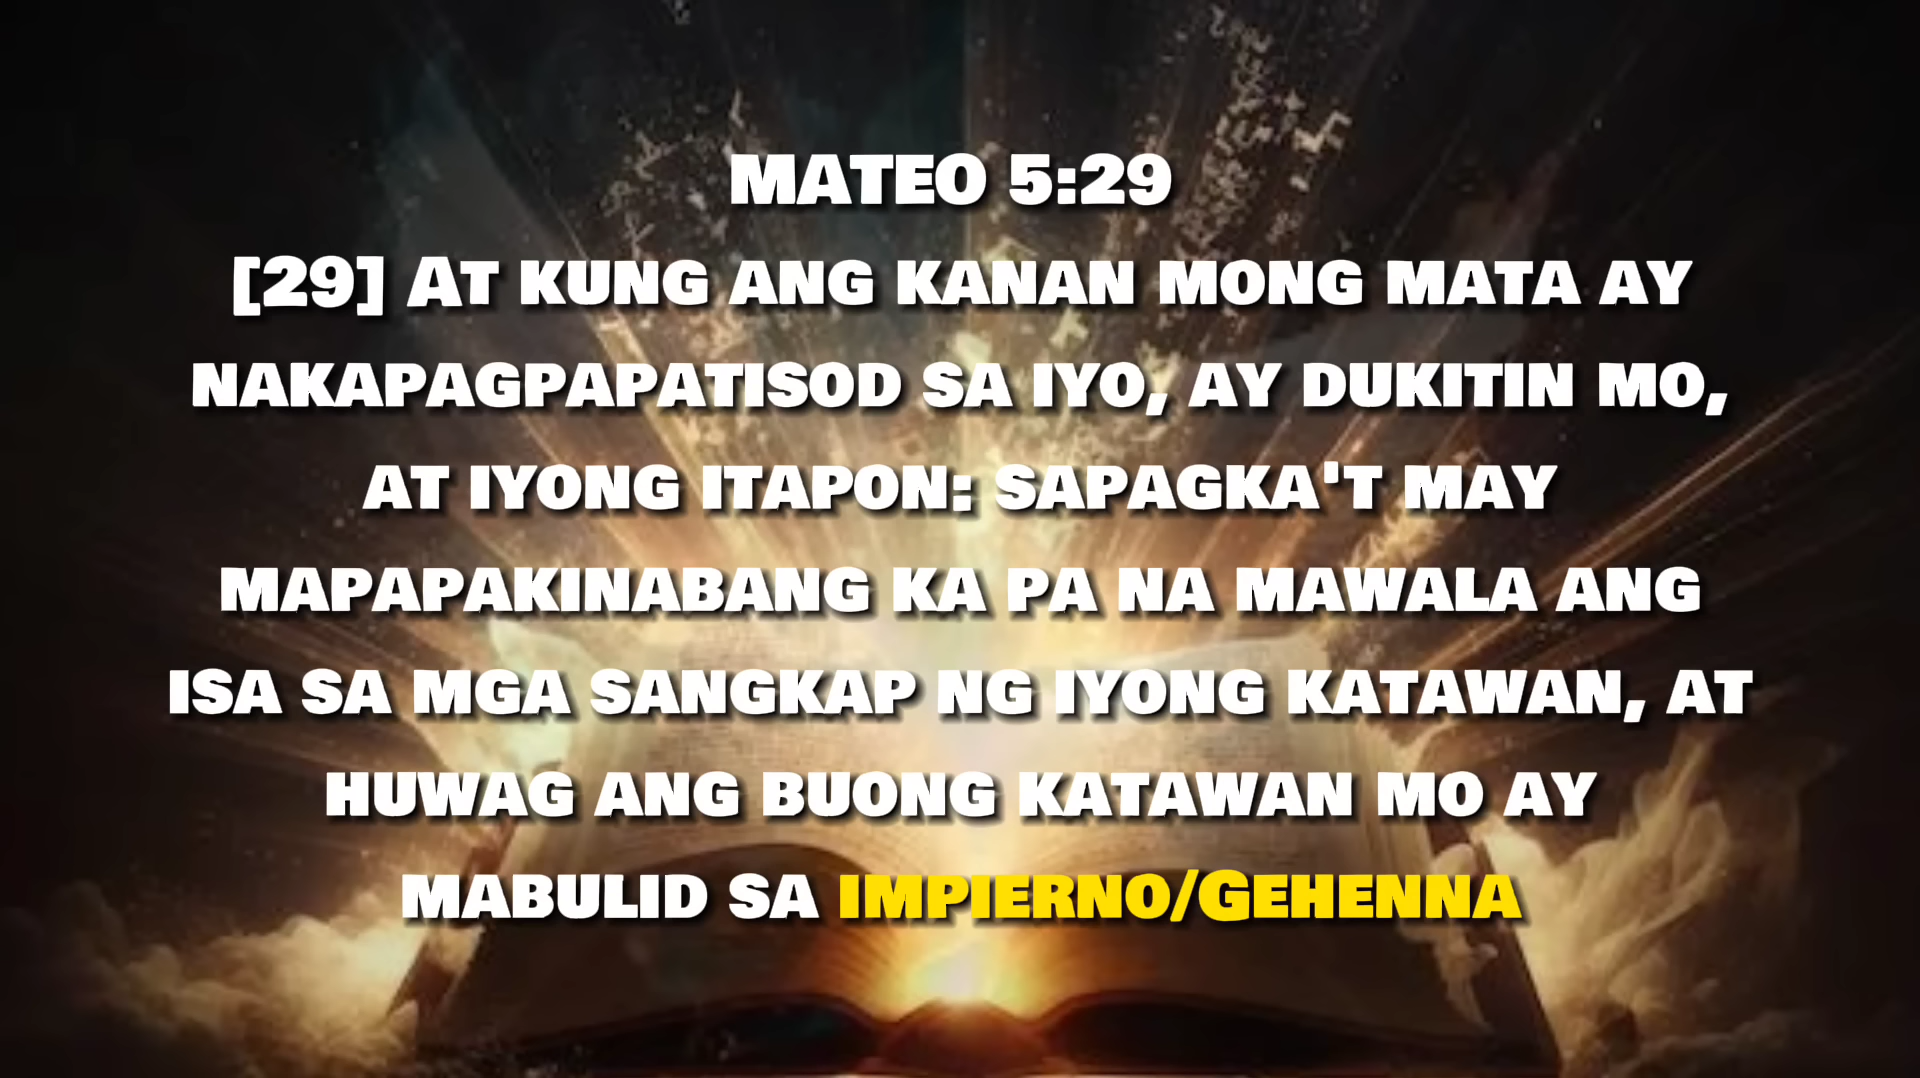 MATEO 5:29
[29] At kung ang kanan mong mata ay
nakapagpapatisod sa iyo, ay dukitin mo,
at iyong itapon: sapagka't may
mapapakinabang ka pa na mawala ang
isa sa mga sangkap ng iyong katawan, at
huwag ang buong katawan mo ay
mabulid sa impierno/Gehenna